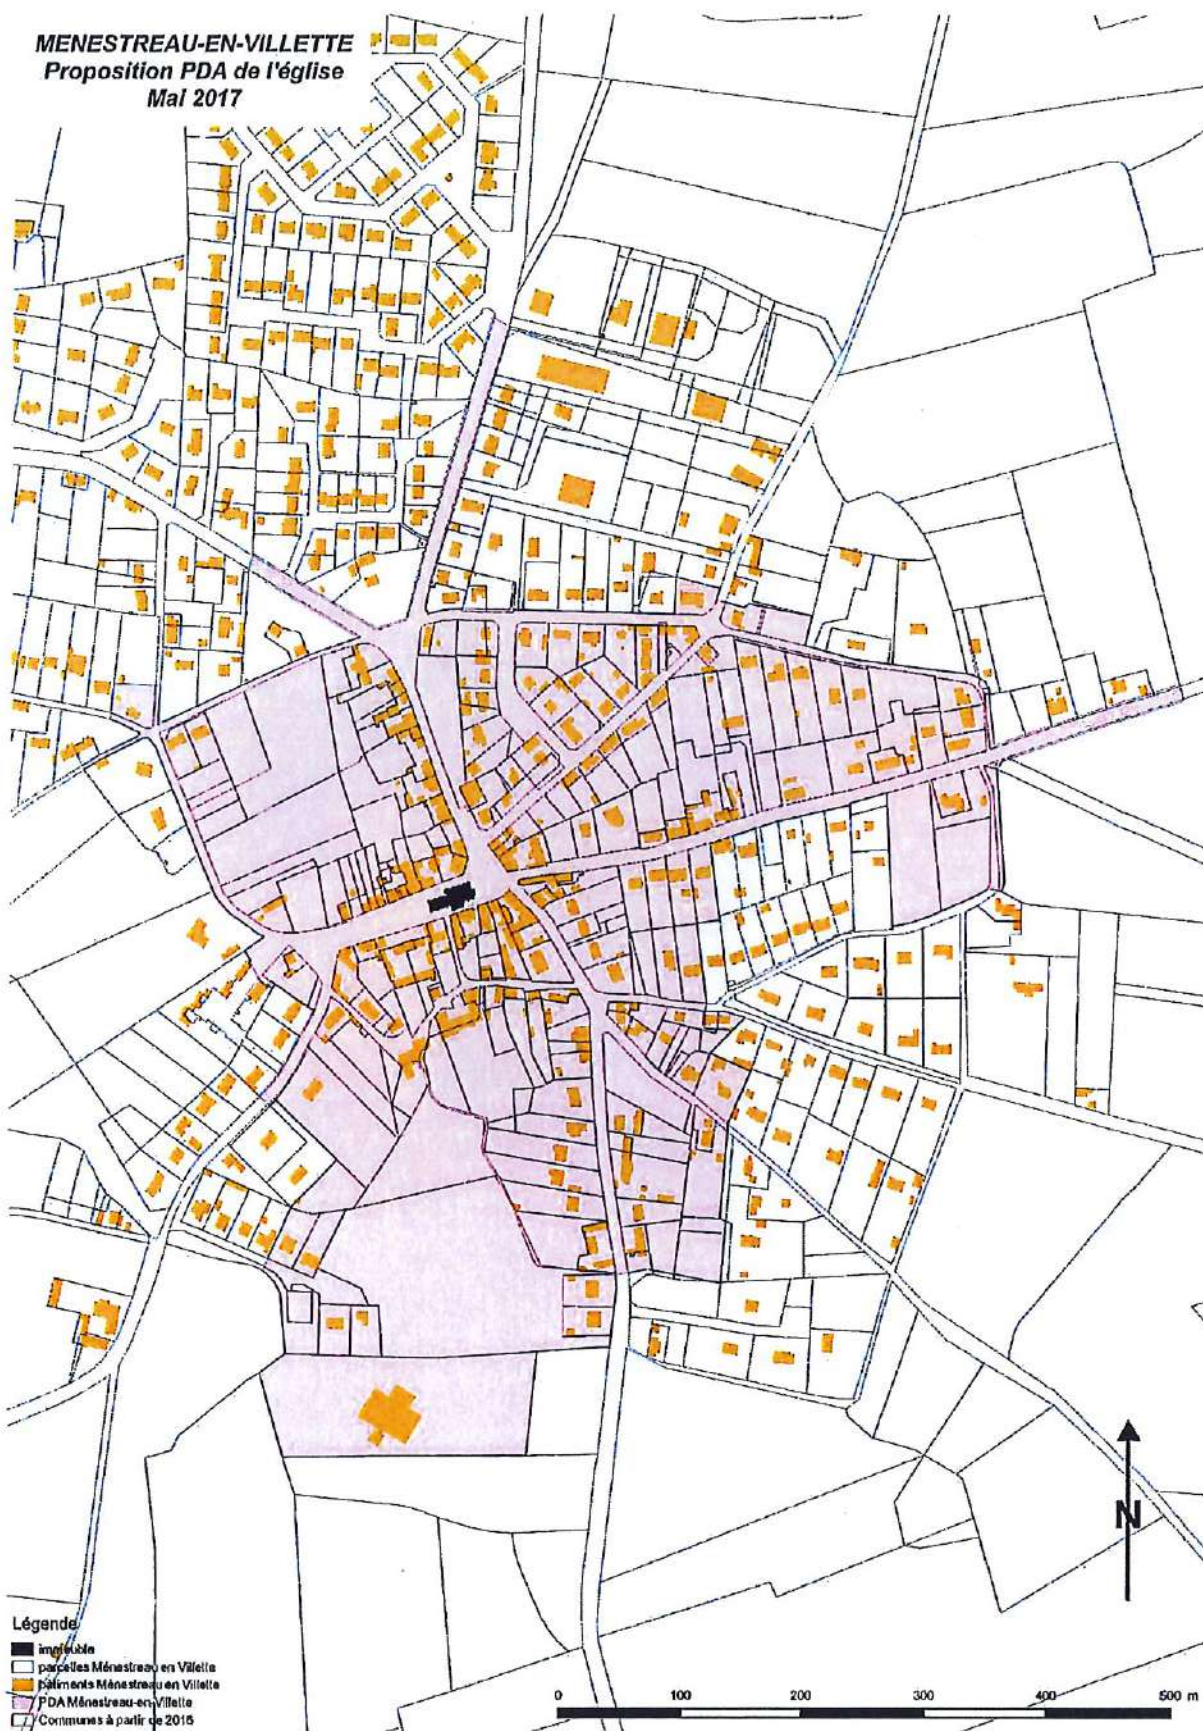 MENESTREAU-EN-VILLETTE
Proposition PDA de l'église
Mai 2017
N
Légende
immeuble
parcelles Ménestreau en Villette
bâtiments Ménestreau en Villette
PDA Ménestreau-en-Villette
Communes à partir de 2015
0 100 200 300 400 500 m